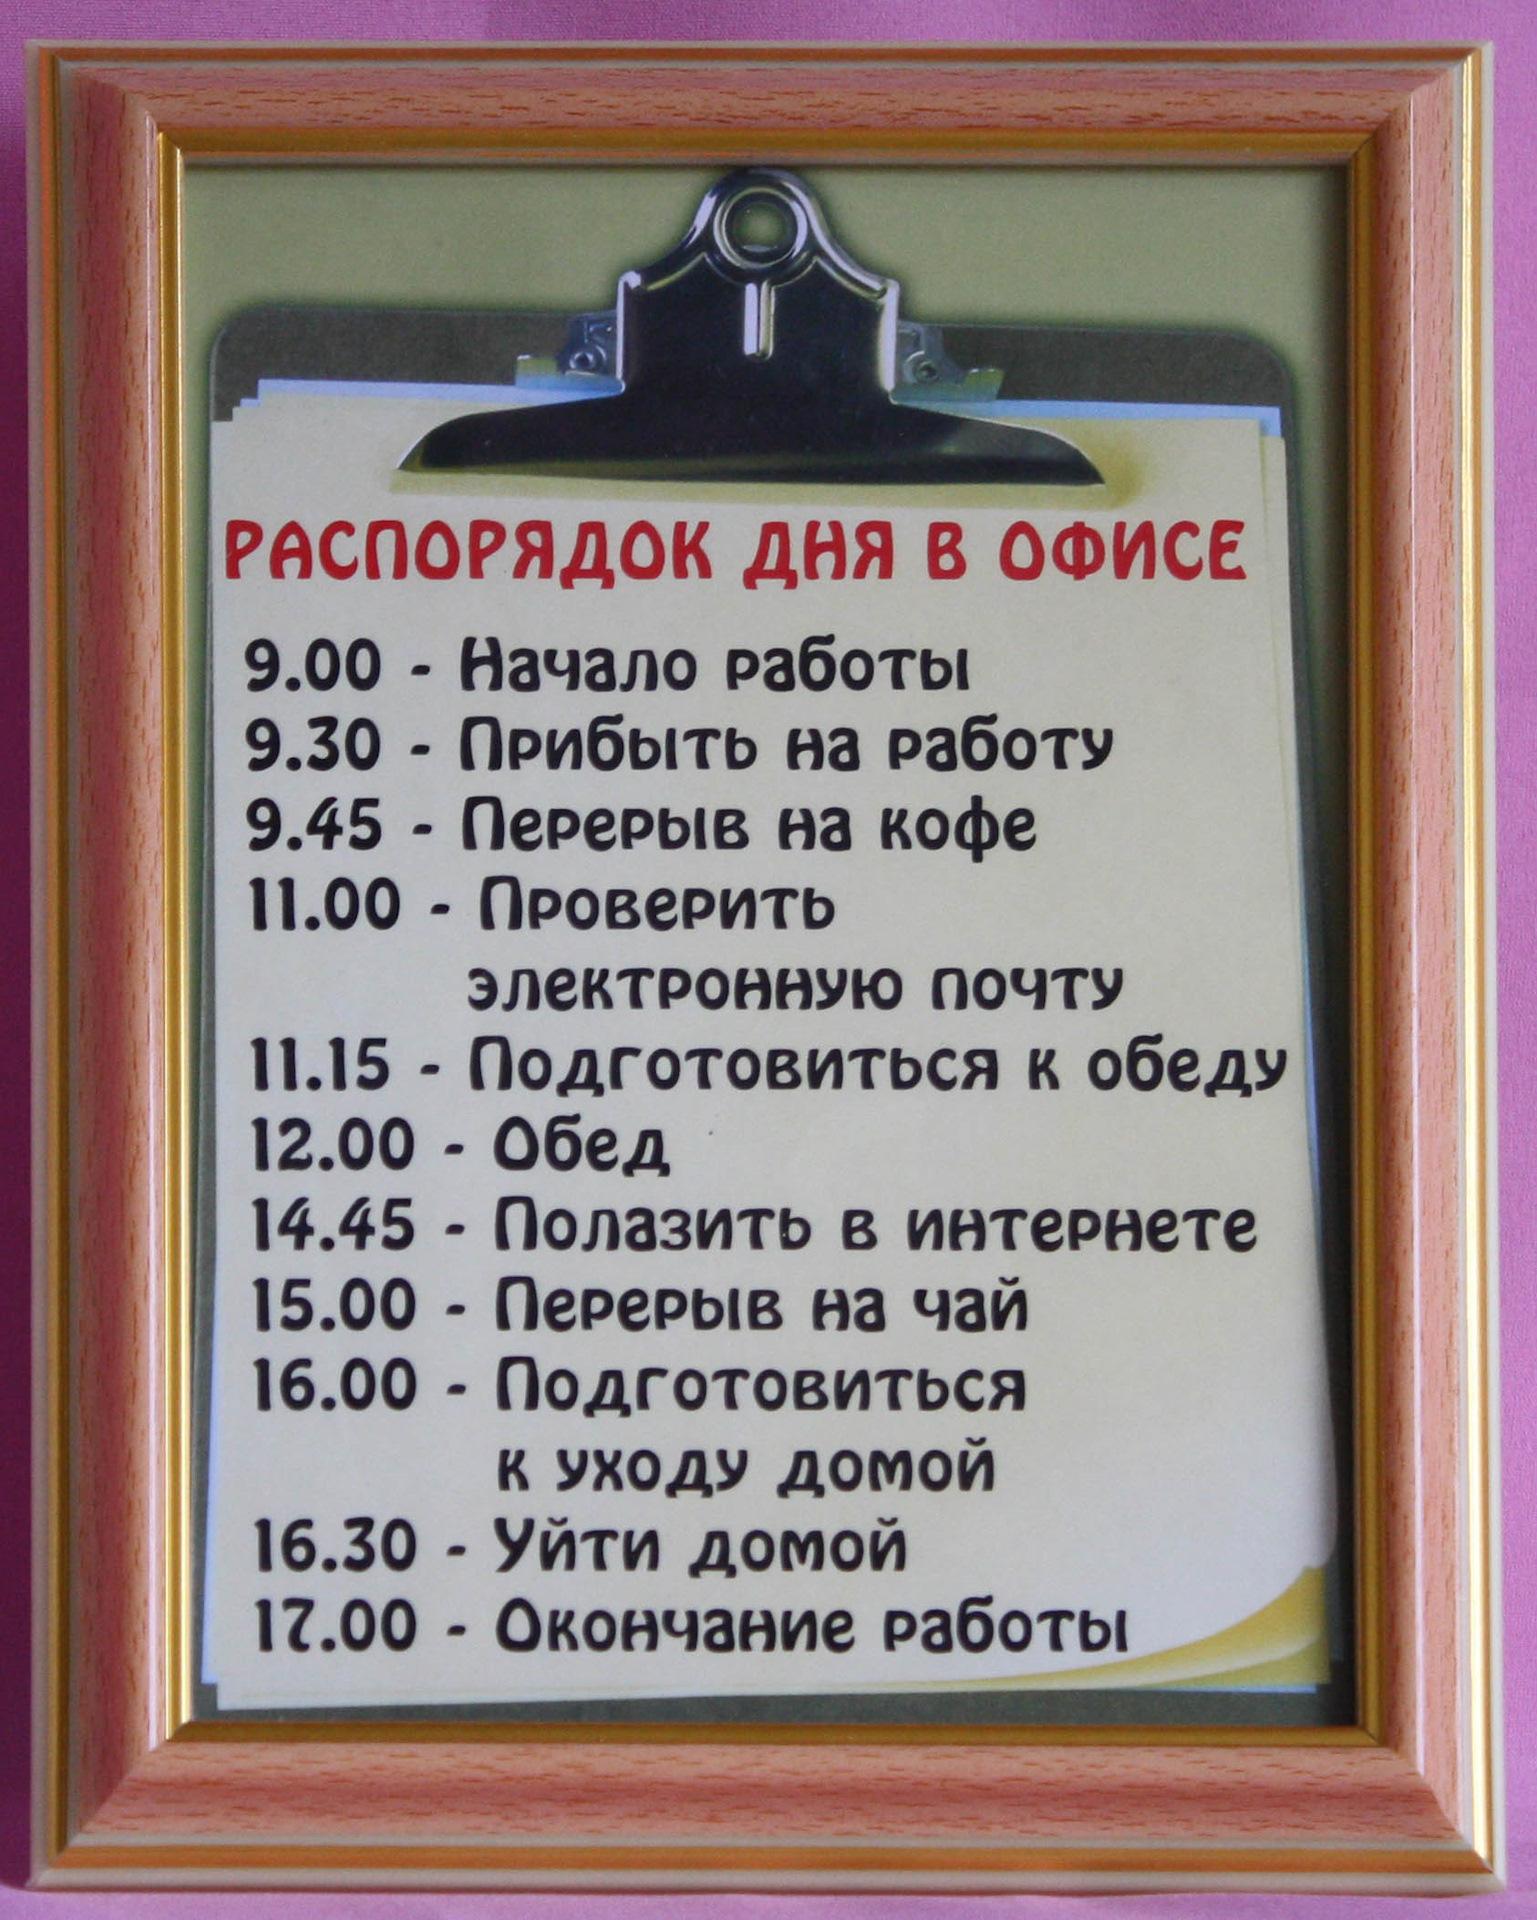 РАСПОРЯДОК ДНЯ В ОФИСЕ
9.00 - Начало работы
9.30 - Прибыть на работу
9.45 - Перерыв на кофе
11.00 - Проверить
электронную почту
11.15 - Подготовиться к обеду
12.00 - Обед
14.45 - Полазить в интернете
15.00 - Перерыв на чай
16.00 - Подготовиться
к уходу домой
16.30 - Уйти домой
17.00 - Окончание работы